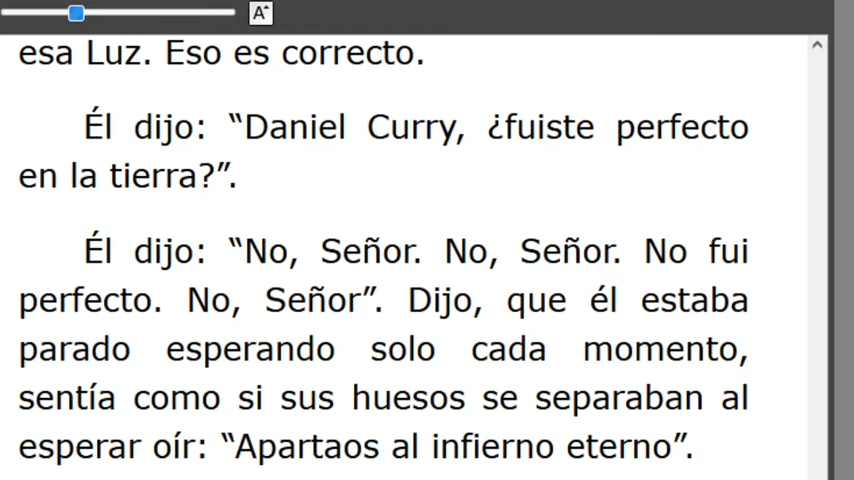 A
esa Luz. Eso es correcto.
Él dijo: “Daniel Curry, ¿fuiste perfecto
en la tierra?”.
Él dijo: “No, Señor. No, Señor. No fui
perfecto. No, Señor”. Dijo, que él estaba
parado esperando solo cada momento,
sentía como si sus huesos se separaban al
esperar oír: “Apartaos al infierno eterno”.